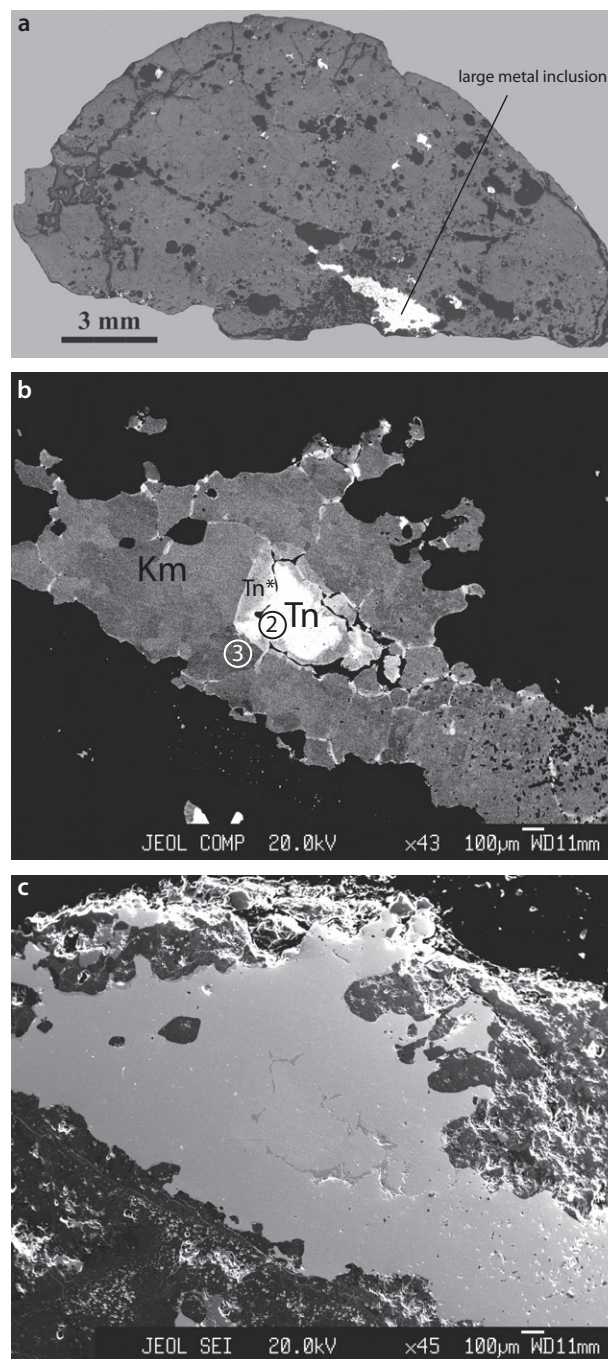 a
large metal inclusion
3 mm
b
Km
Tn*
② Tn
③
JEOL COMP 20.0kV ×43 100μm WD11mm
c
JEOL SEI 20.0kV ×45 100μm WD11mm